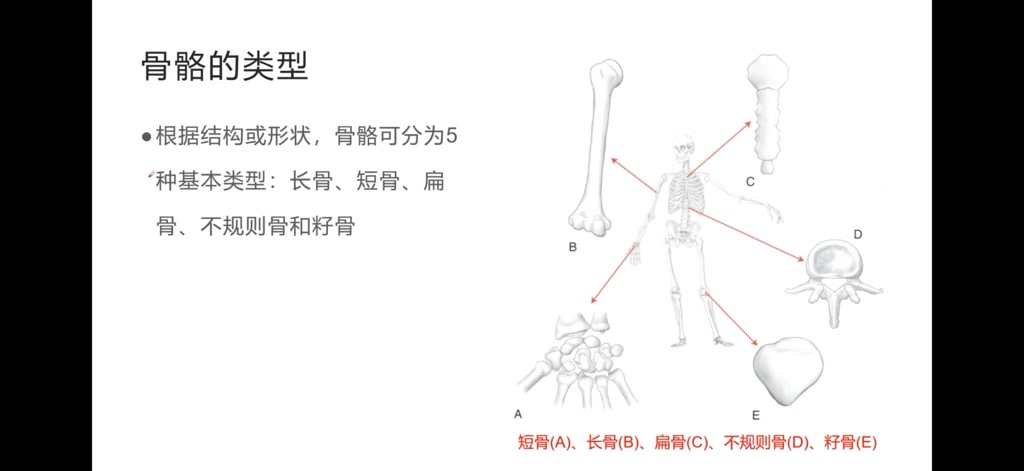 骨骼的类型
●根据结构或形状，骨骼可分为5
种基本类型：长骨、短骨、扁
骨、不规则骨和籽骨
C
B
D
A
E
短骨(A)、长骨(B)、扁骨(C)、不规则骨(D)、籽骨(E)